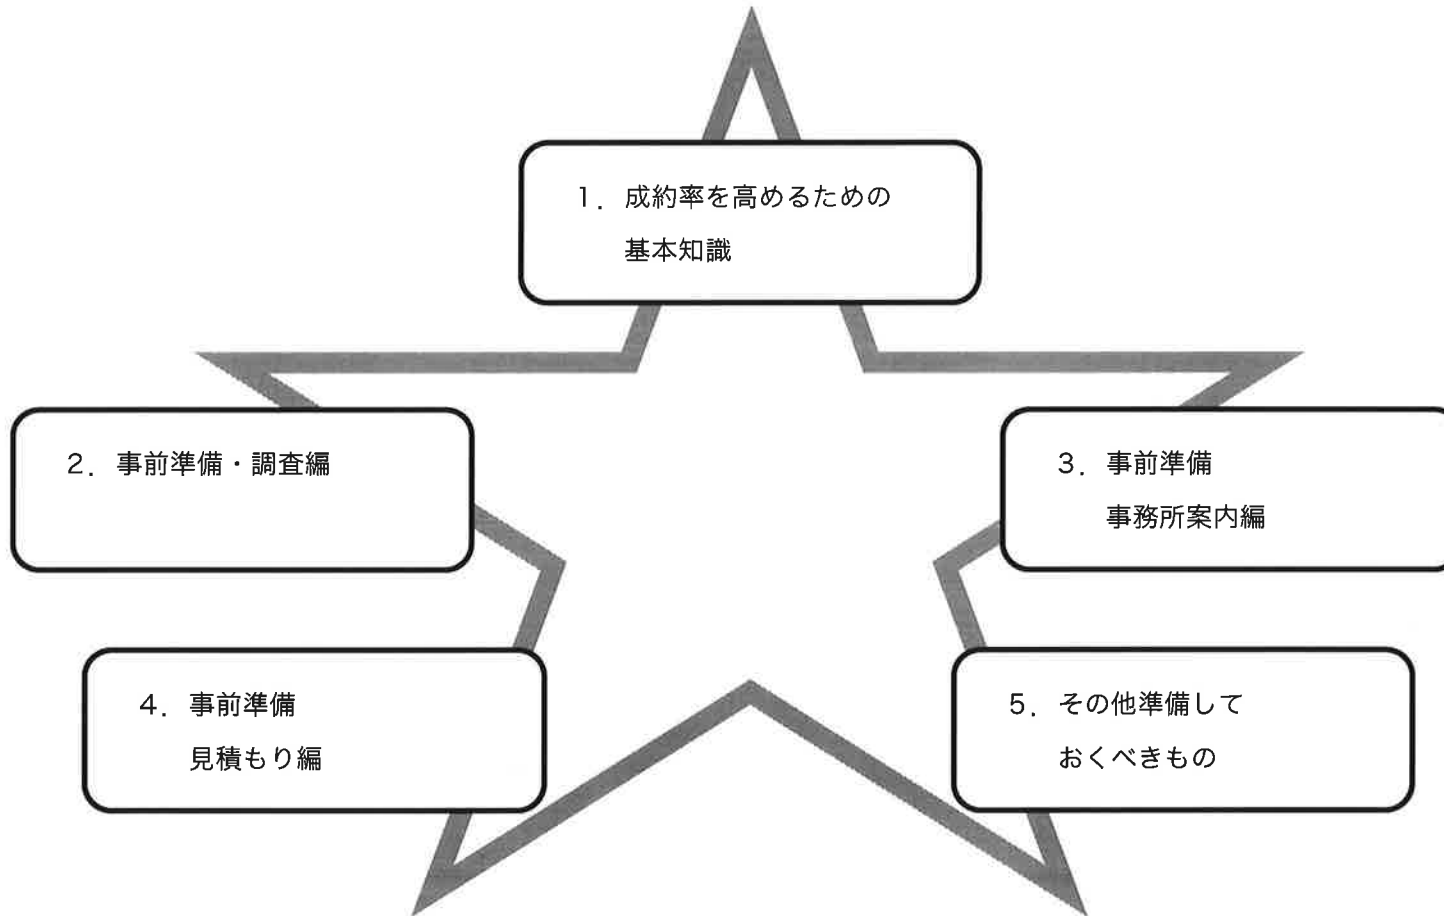 1. 成約率を高めるための
基本知識
2. 事前準備・調査編
3. 事前準備
事務所案内編
4. 事前準備
見積もり編
5. その他準備して
おくべきもの